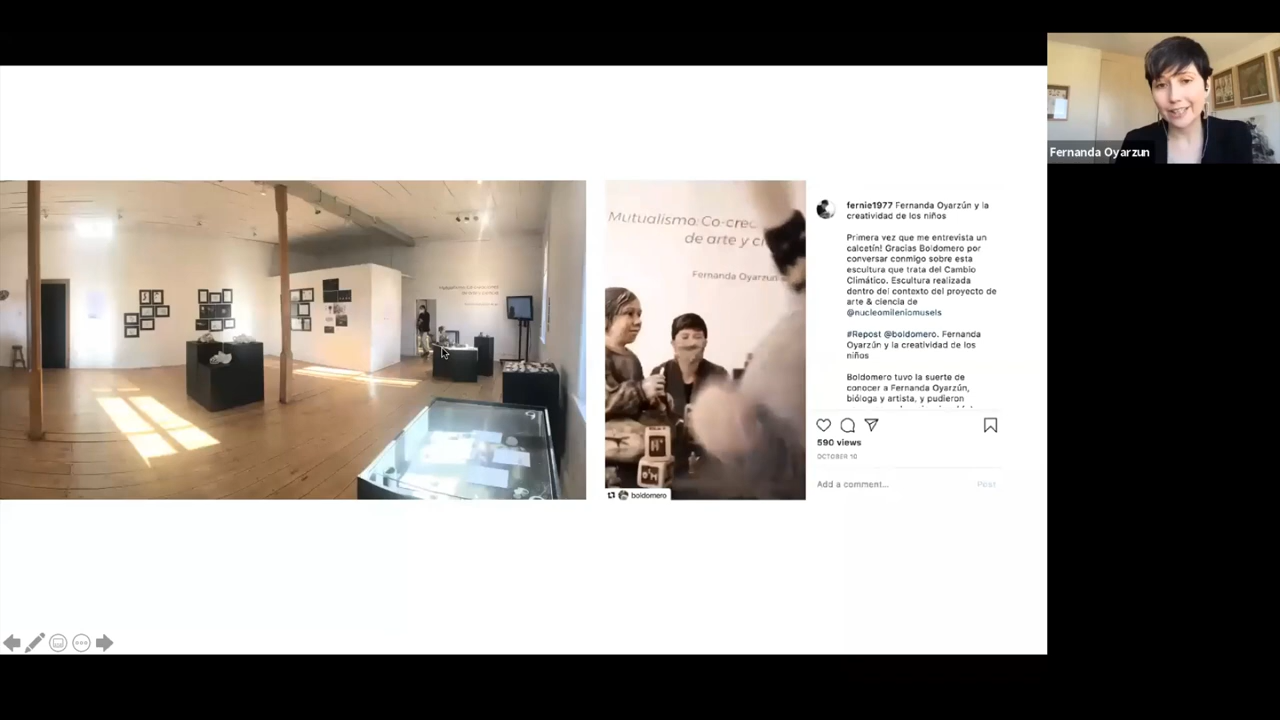 Fernanda Oyarzun
Mutualismo: Co-crea
de arte y ci
Fernanda Oyarzún
boldomero
fernie1977 Fernanda Oyarzún y la
creatividad de los niños
Primera vez que me entrevista un
calcetín! Gracias Boldomero por
conversar conmigo sobre esta
escultura que trata del Cambio
Climático. Escultura realizada
dentro del contexto del proyecto de
arte & ciencia de
@nucleomileniomusels
#Repost @boldomero. Fernanda
Oyarzún y la creatividad de los
niños
Boldomero tuvo la suerte de
conocer a Fernanda Oyarzún,
bióloga y artista, y pudieron
590 views
OCTOBER 10
Add a comment...
Post